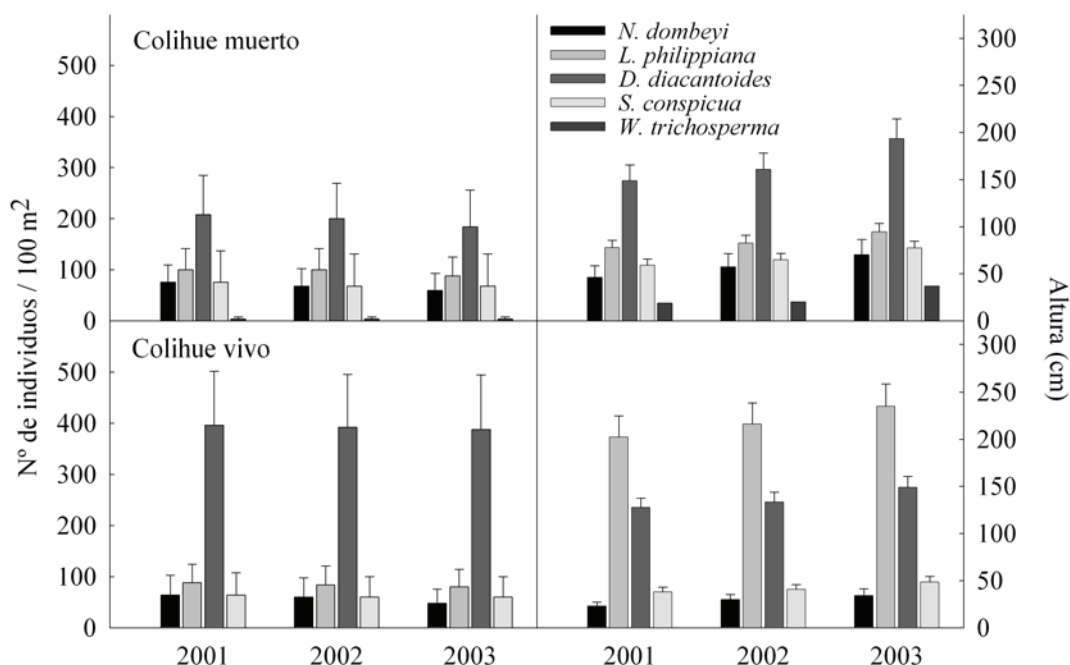 Colihue muerto
500
400
300
200
100
0
N. dombeyi
L. philippiana
D. diacantoides
S. conspicua
W. trichosperma
300
250
200
150
100
50
0
Colihue vivo
500
400
300
200
100
0
300
250
200
150
100
50
0
Nº de individuos / 100 m²
Altura (cm)
2001 2002 2003 2001 2002 2003